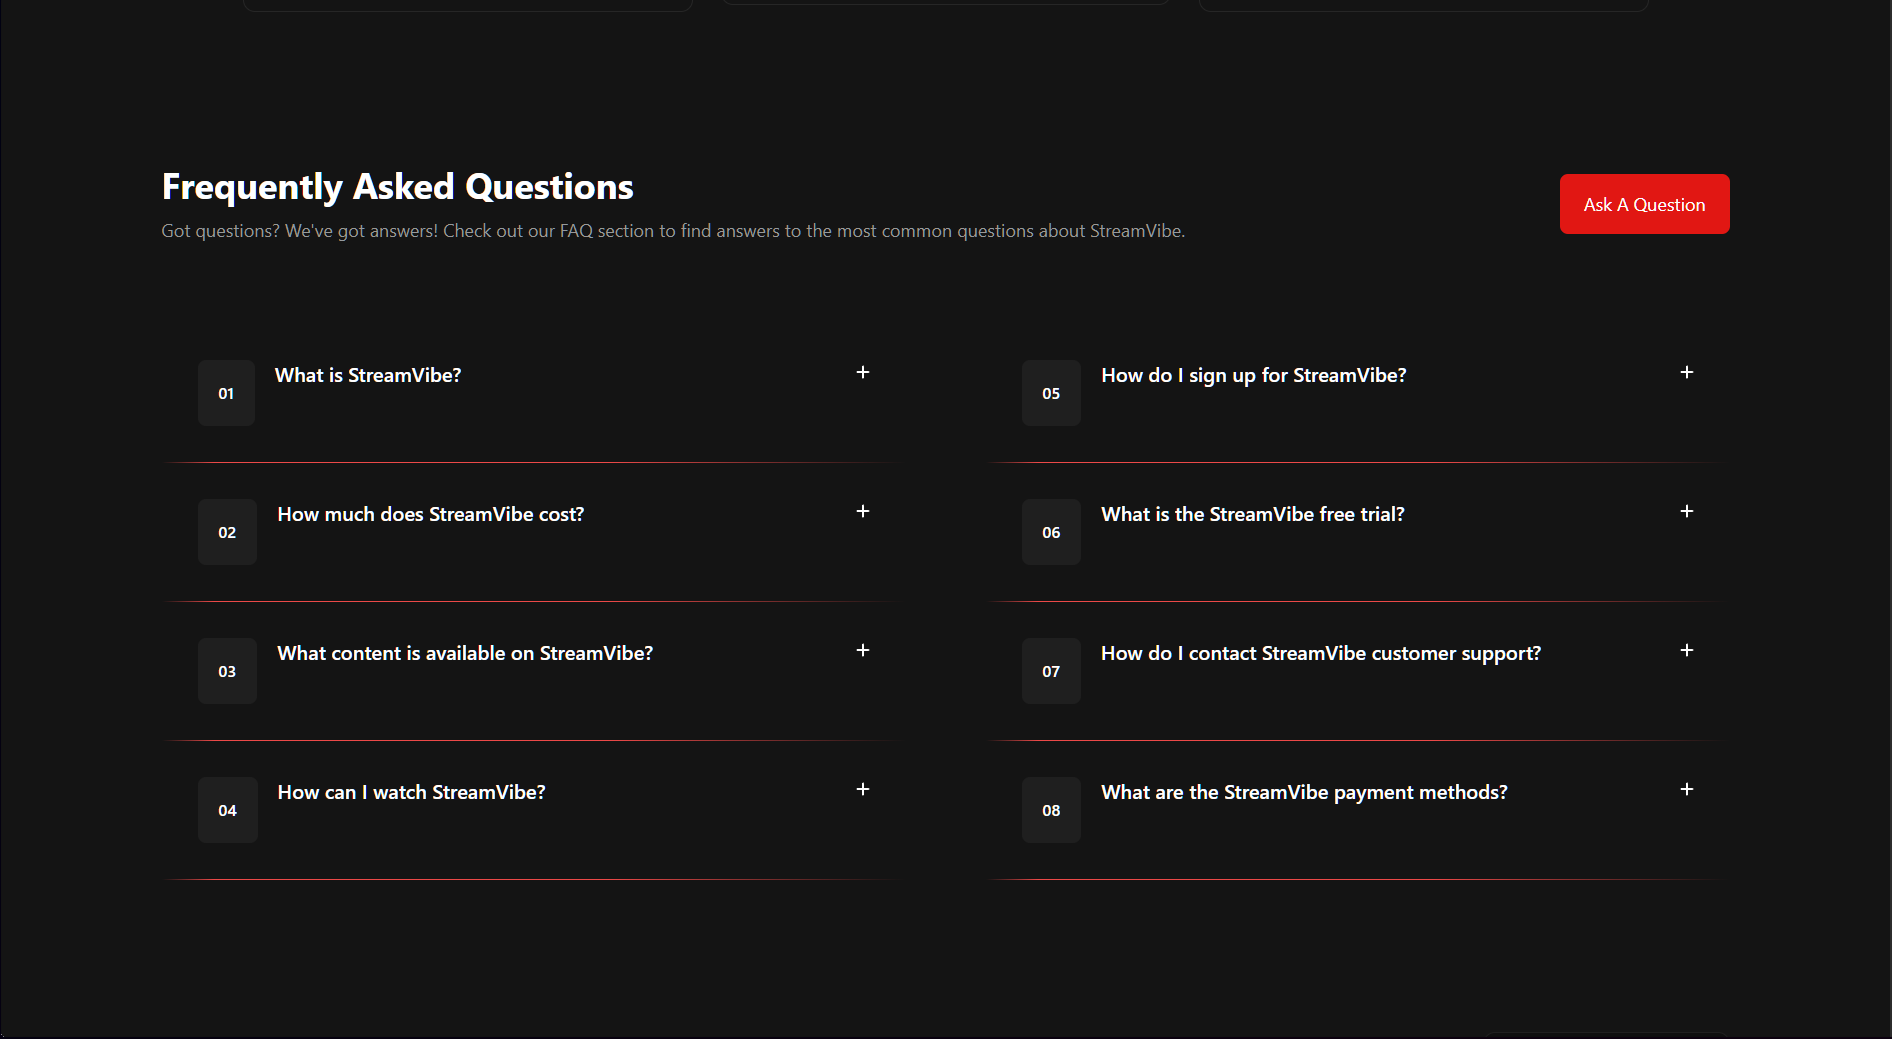 Frequently Asked Questions
Got questions? We've got answers! Check out our FAQ section to find answers to the most common questions about StreamVibe.
Ask A Question
01
What is StreamVibe?
+
02
How much does StreamVibe cost?
+
03
What content is available on StreamVibe?
+
04
How can I watch StreamVibe?
+
05
How do I sign up for StreamVibe?
+
06
What is the StreamVibe free trial?
+
07
How do I contact StreamVibe customer support?
+
08
What are the StreamVibe payment methods?
+